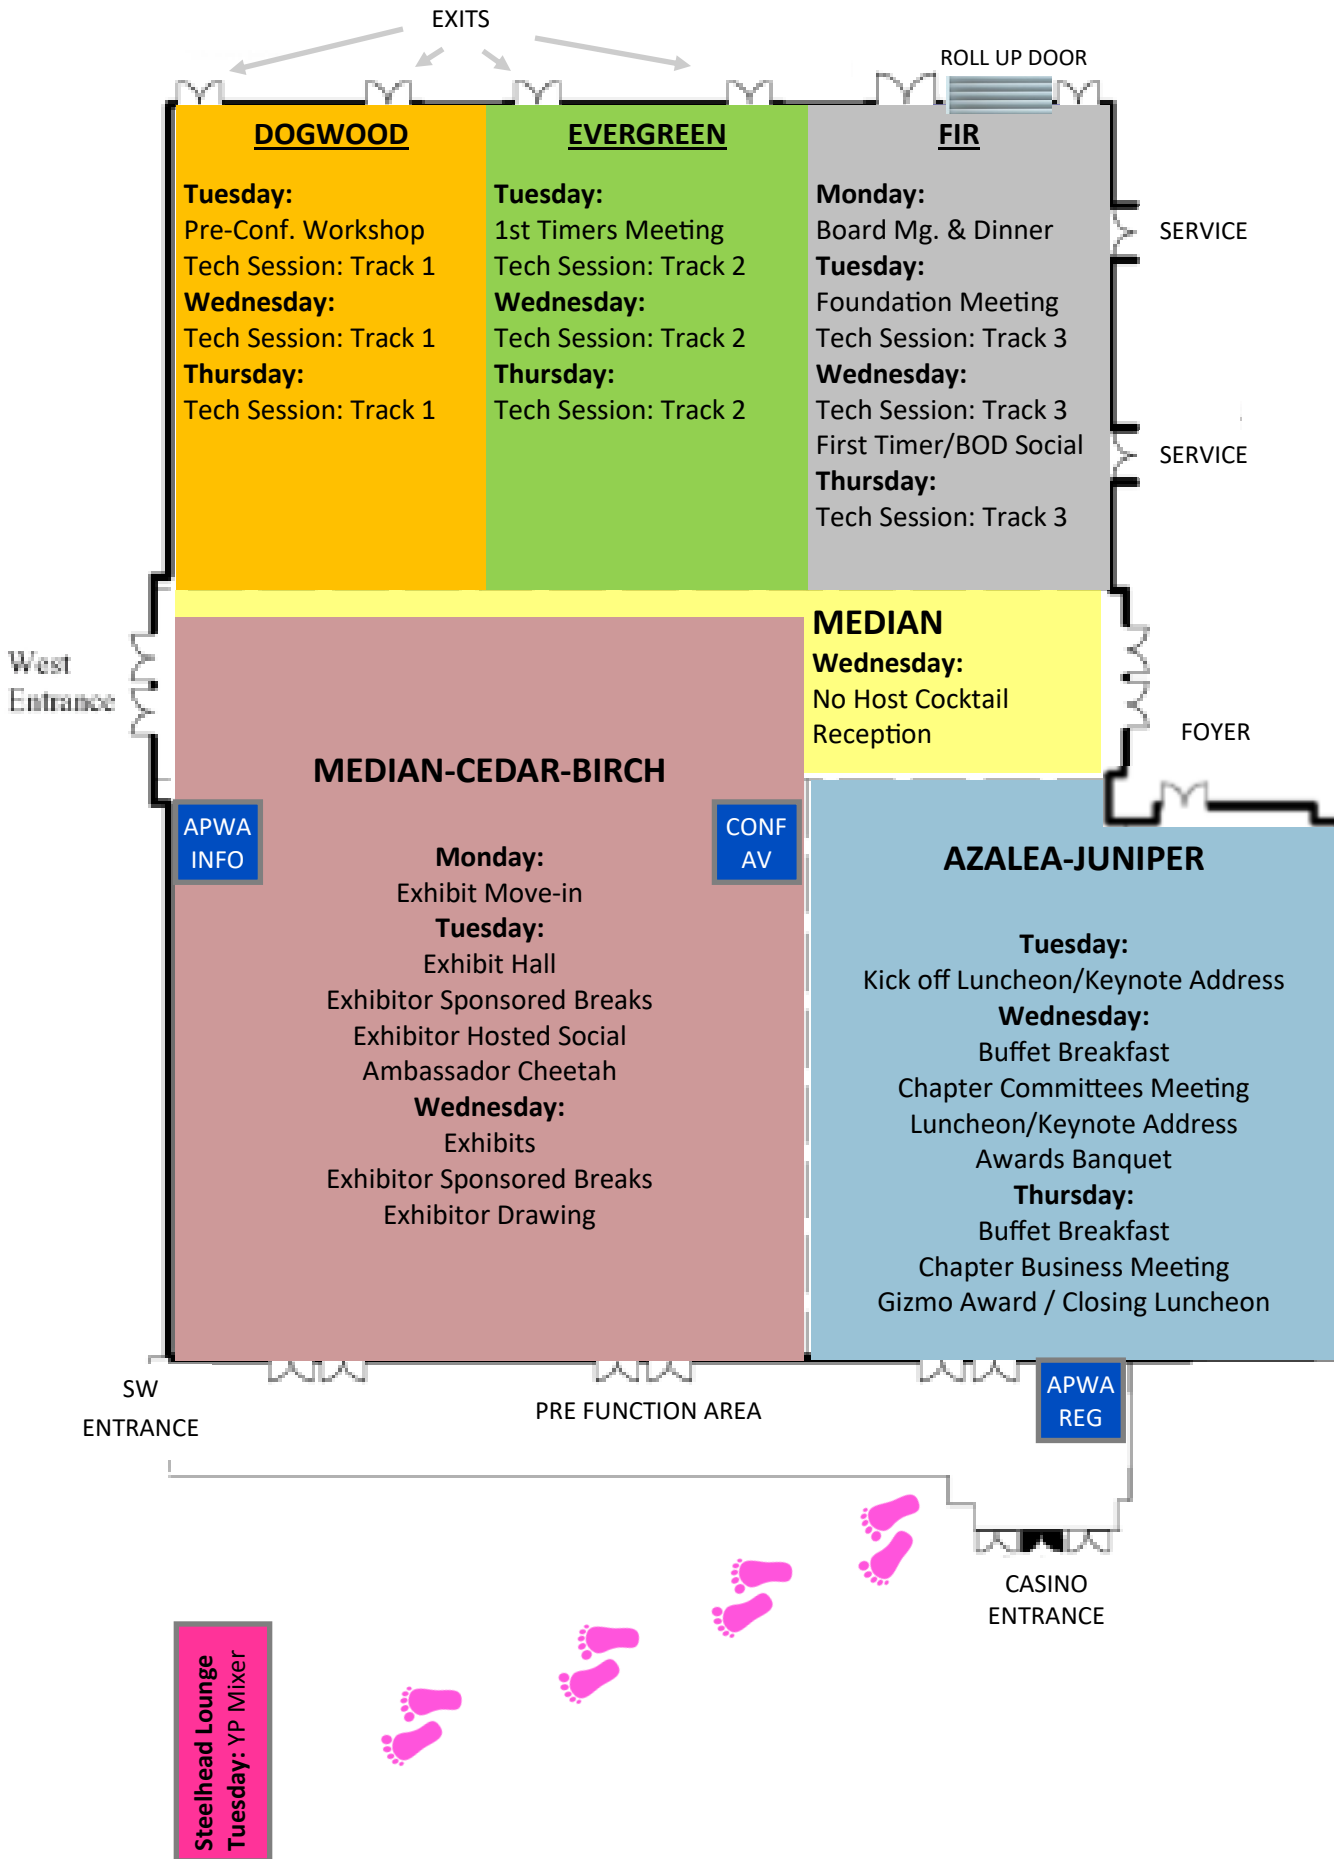 EXITS
ROLL UP DOOR
DOGWOOD
Tuesday:
Pre-Conf. Workshop
Tech Session: Track 1
Wednesday:
Tech Session: Track 1
Thursday:
Tech Session: Track 1
EVERGREEN
Tuesday:
1st Timers Meeting
Tech Session: Track 2
Wednesday:
Tech Session: Track 2
Thursday:
Tech Session: Track 2
FIR
Monday:
Board Mg. & Dinner
Tuesday:
Foundation Meeting
Tech Session: Track 3
Wednesday:
Tech Session: Track 3
First Timer/BOD Social
Thursday:
Tech Session: Track 3
SERVICE
SERVICE
West
Entrance
MEDIAN
Wednesday:
No Host Cocktail
Reception
FOYER
MEDIAN-CEDAR-BIRCH
APWA
INFO
CONF
AV
Monday:
Exhibit Move-in
Tuesday:
Exhibit Hall
Exhibitor Sponsored Breaks
Exhibitor Hosted Social
Ambassador Cheetah
Wednesday:
Exhibits
Exhibitor Sponsored Breaks
Exhibitor Drawing
AZALEA-JUNIPER
Tuesday:
Kick off Luncheon/Keynote Address
Wednesday:
Buffet Breakfast
Chapter Committees Meeting
Luncheon/Keynote Address
Awards Banquet
Thursday:
Buffet Breakfast
Chapter Business Meeting
Gizmo Award / Closing Luncheon
SW
ENTRANCE
PRE FUNCTION AREA
APWA
REG
CASINO
ENTRANCE
Steelhead Lounge
Tuesday: YP Mixer